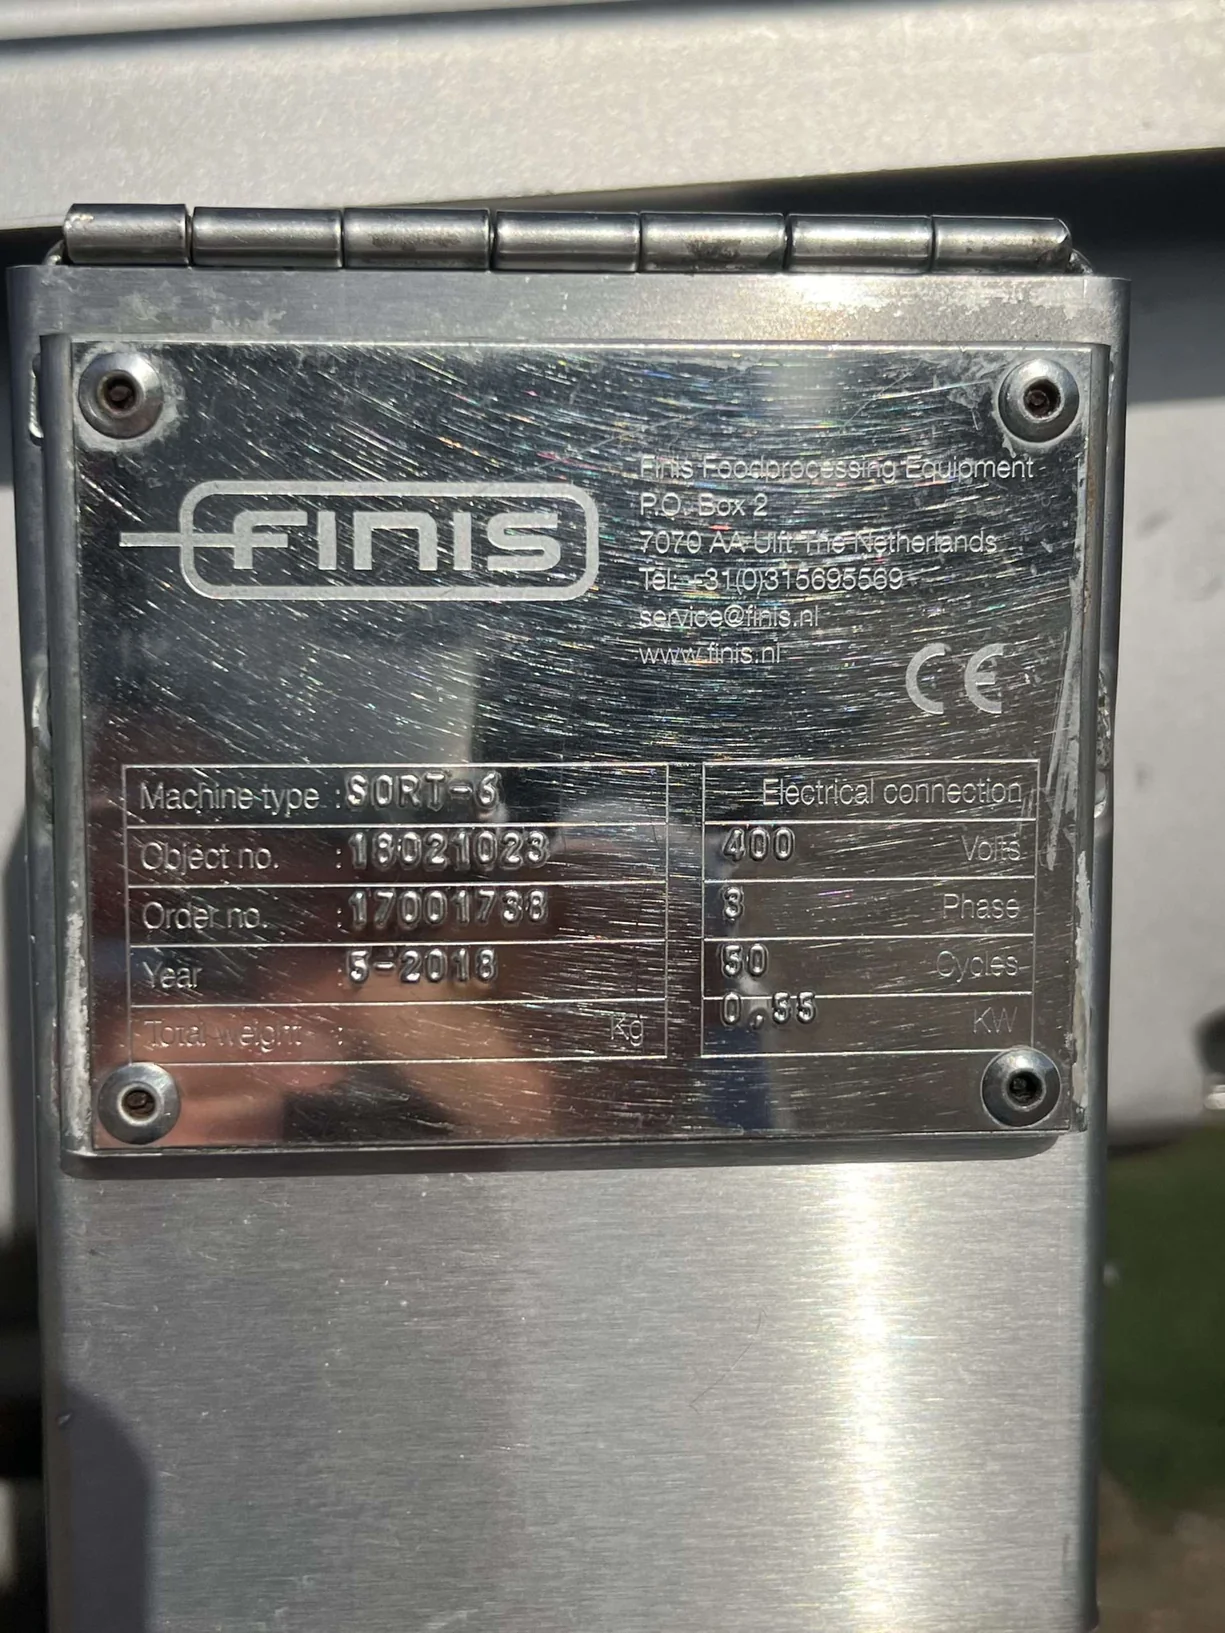 FINIS
Finis Foodprocessing Equipment
P.O. Box 2
7070 AA Ulft The Netherlands
Tel: +31(0)315695569
service@finis.nl
www.finis.nl
CE
Machine type : SORT-6
Object no. : 18021023
Order no. : 17001738
Year : 5-2018
Total weight : Kg
Electrical connection
400 Volts
3 Phase
50 Cycles
0,55 KW